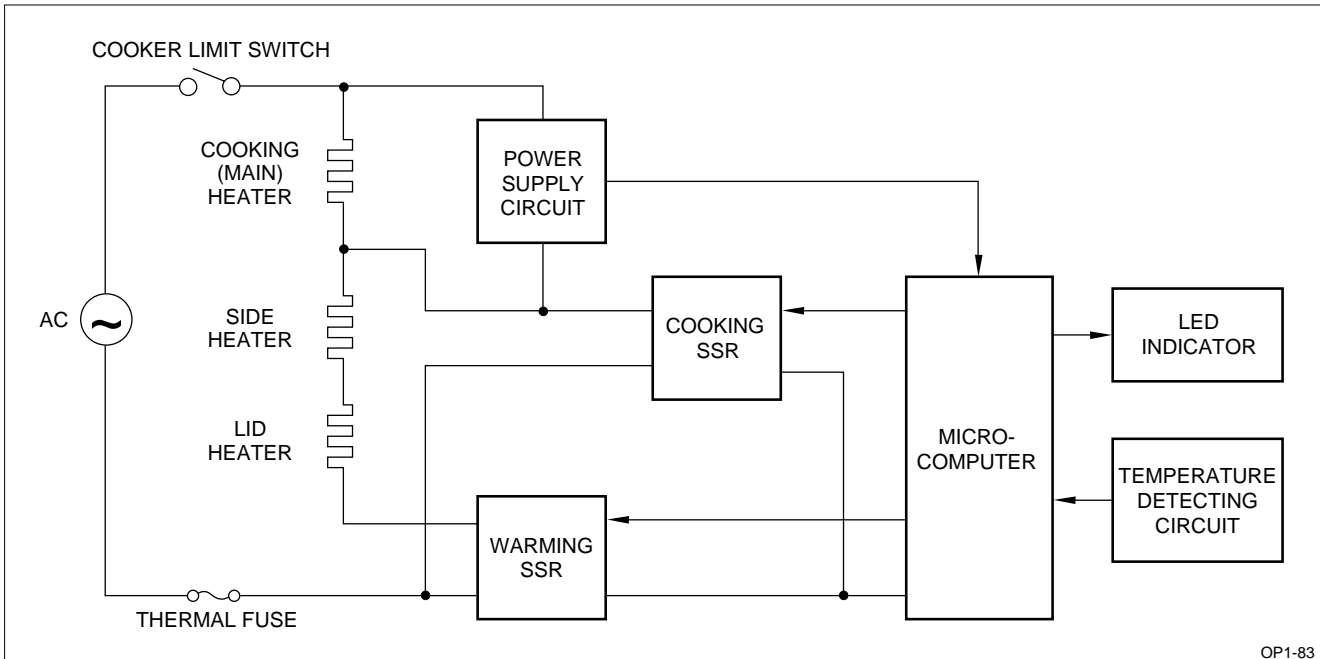 COOKER LIMIT SWITCH
COOKING
(MAIN)
HEATER
POWER
SUPPLY
CIRCUIT
AC
~
SIDE
HEATER
COOKING
SSR
LED
INDICATOR
LID
HEATER
MICRO-
COMPUTER
TEMPERATURE
DETECTING
CIRCUIT
WARMING
SSR
THERMAL FUSE
OP1-83